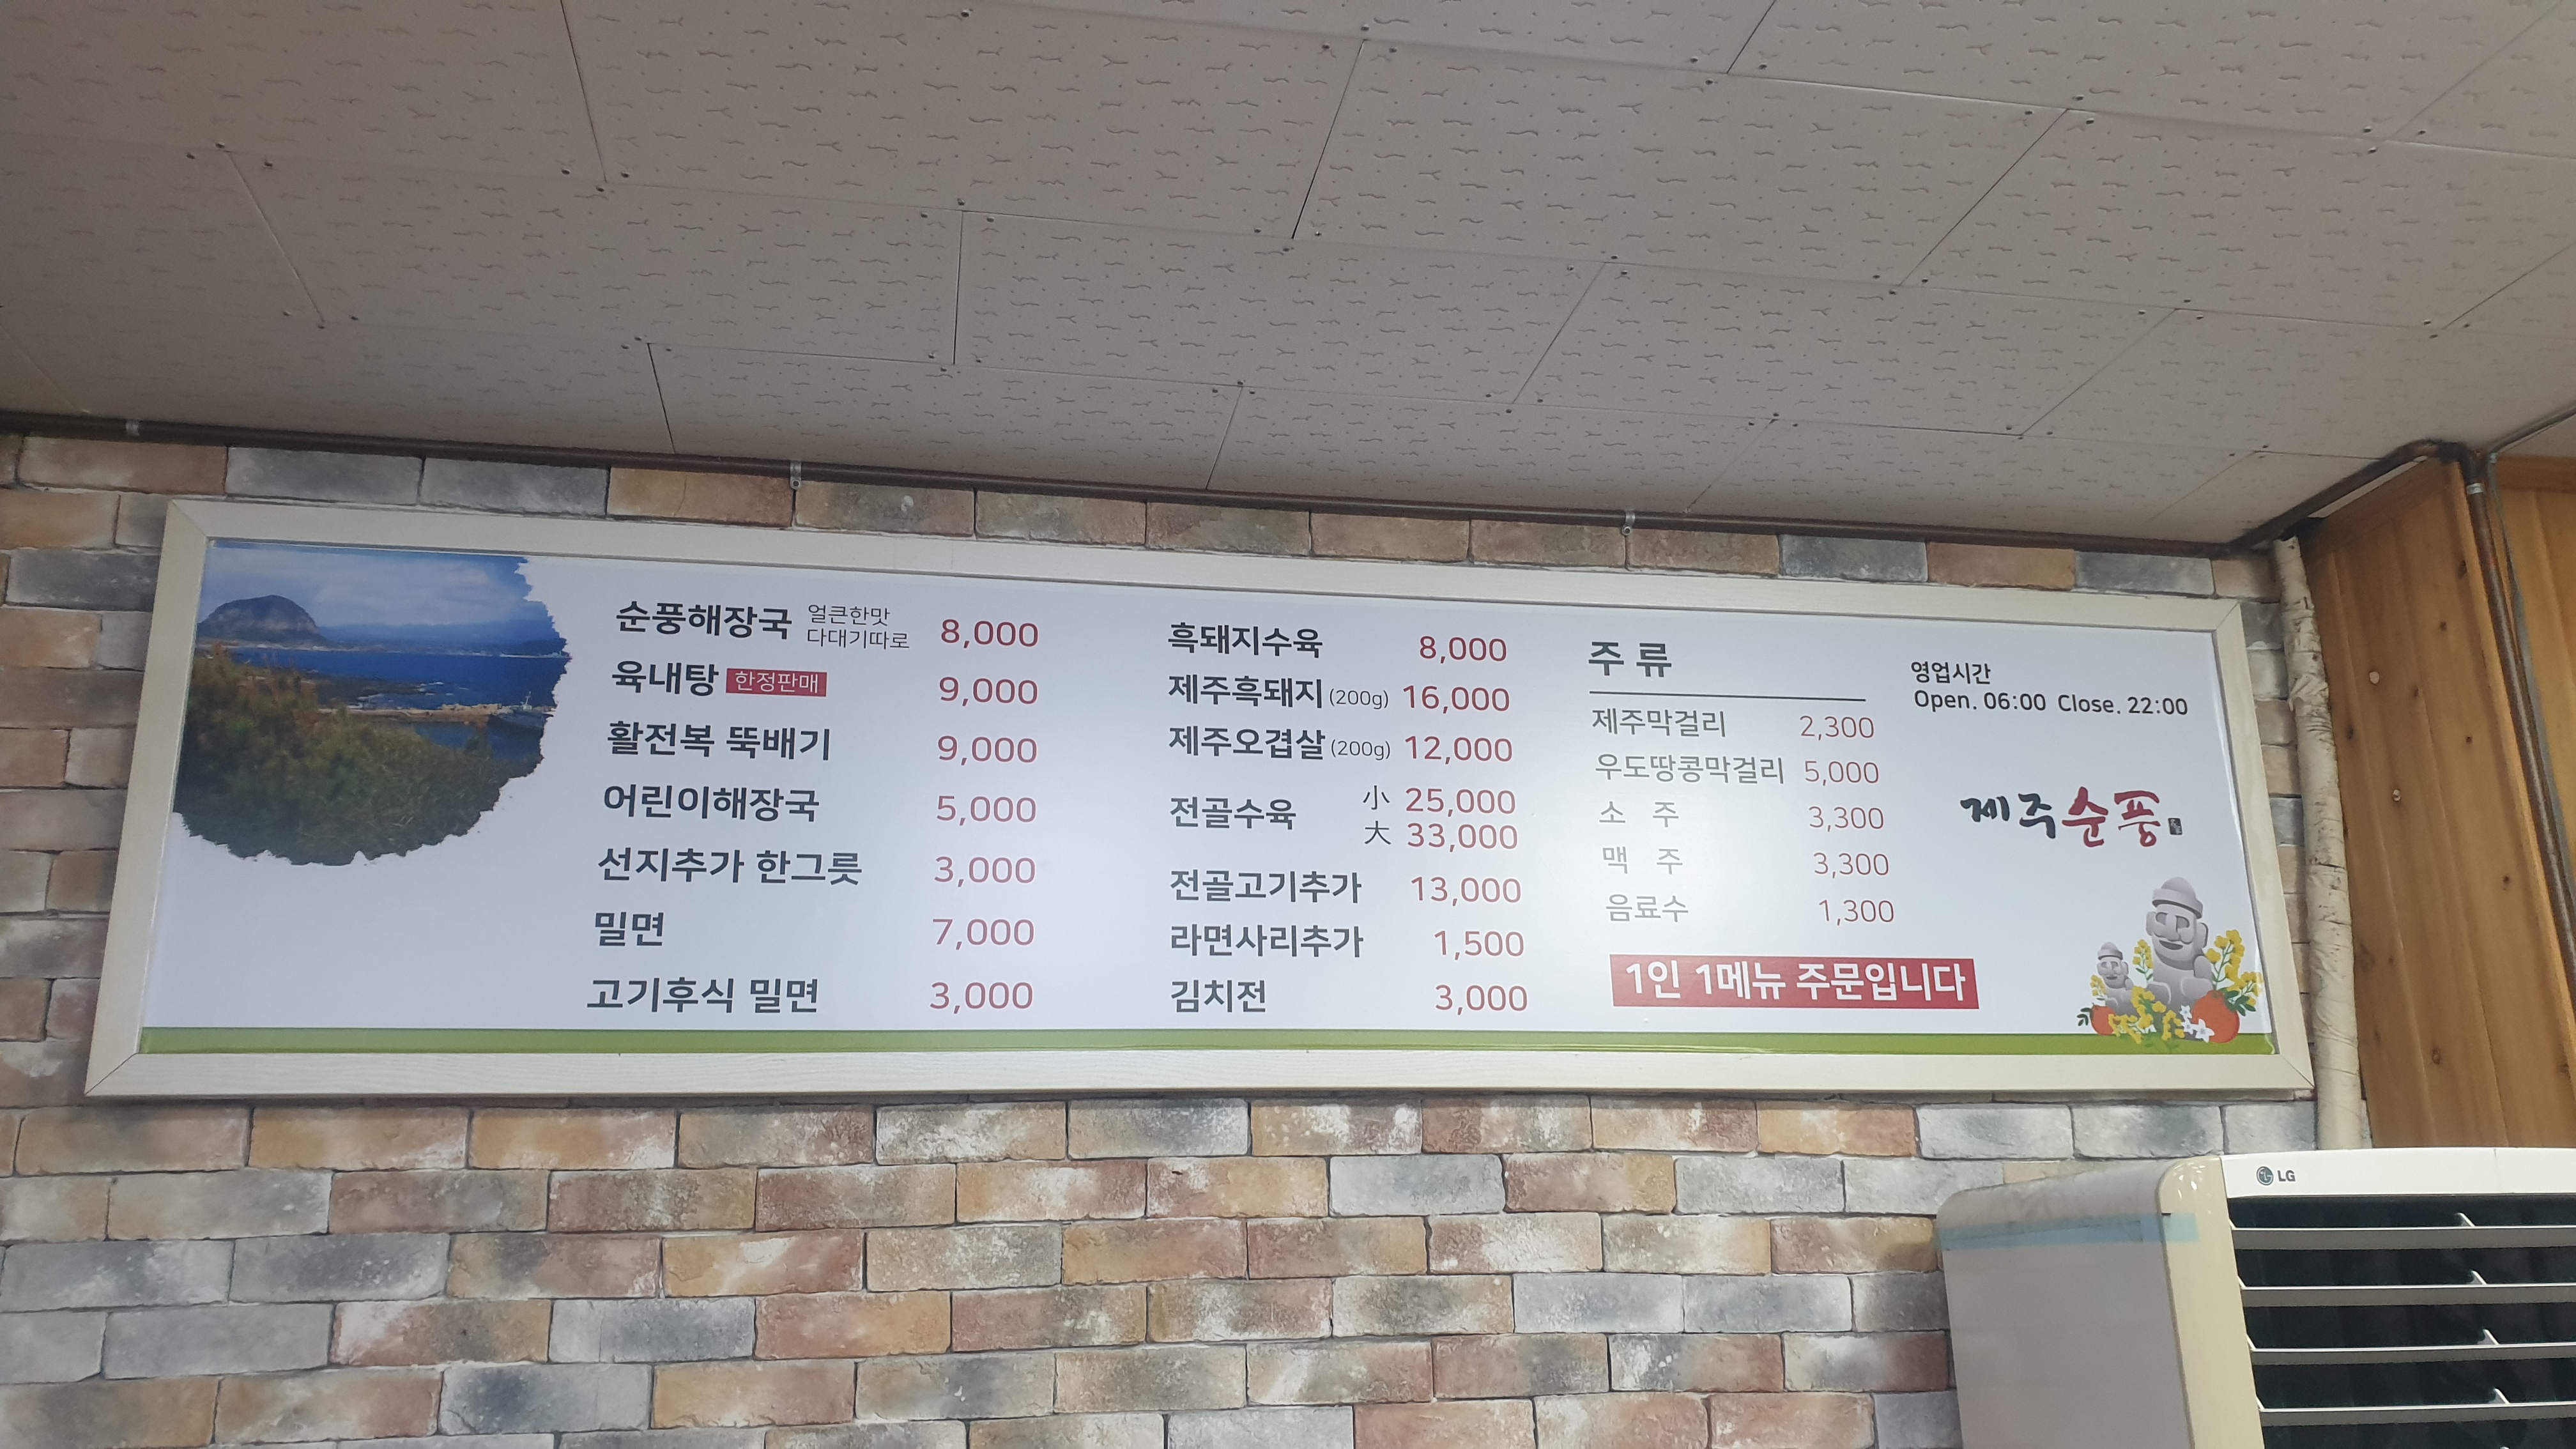 순풍해장국 얼큰한맛 다대기따로 8,000
육내탕 한정판매 9,000
활전복 뚝배기 9,000
어린이해장국 5,000
선지추가 한그릇 3,000
밀면 7,000
고기후식 밀면 3,000
흑돼지수육 8,000
제주흑돼지 (200g) 16,000
제주오겹살 (200g) 12,000
전골수육 小 25,000
大 33,000
전골고기추가 13,000
라면사리추가 1,500
김치전 3,000
주 류
제주막걸리 2,300
우도땅콩막걸리 5,000
소 주 3,300
맥 주 3,300
음료수 1,300
1인 1메뉴 주문입니다
영업시간
Open. 06:00 Close. 22:00
제주순풍
LG